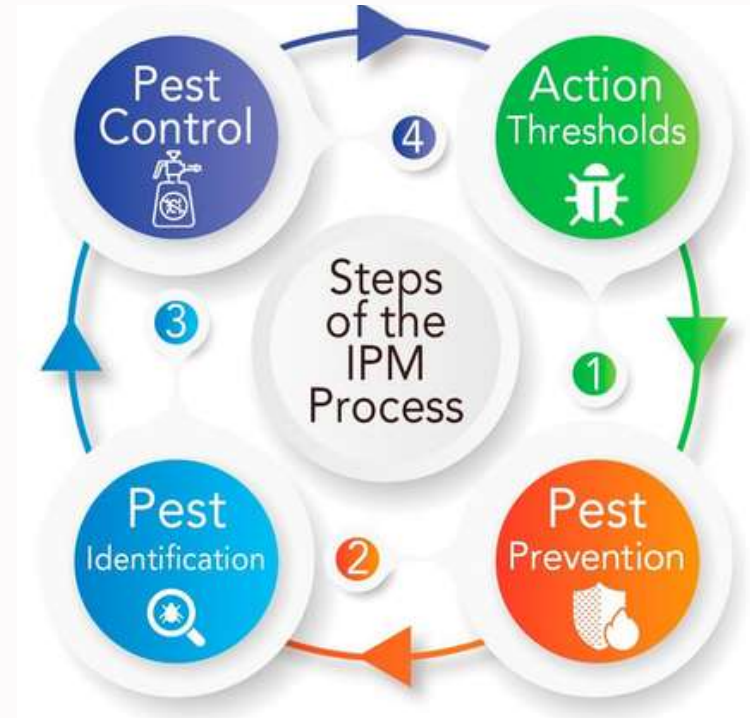 Pest
Control
4
Action
Thresholds
Steps
of the
IPM
Process
3
1
Pest
Identification
2
Pest
Prevention